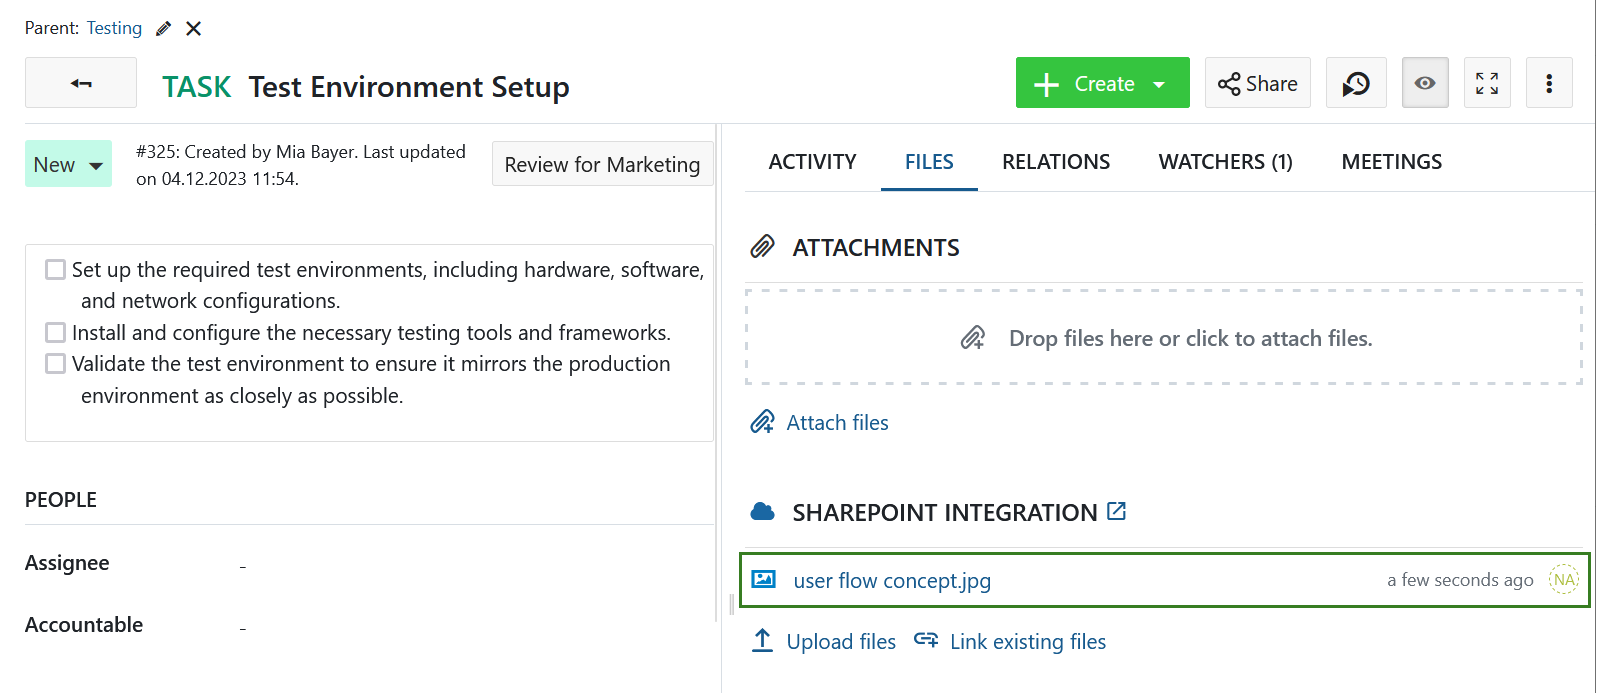 Parent: Testing
TASK Test Environment Setup
Create
Share
New
#325: Created by Mia Bayer. Last updated
on 04.12.2023 11:54.
Review for Marketing
Set up the required test environments, including hardware, software,
and network configurations.
Install and configure the necessary testing tools and frameworks.
Validate the test environment to ensure it mirrors the production
environment as closely as possible.
PEOPLE
Assignee -
Accountable -
ACTIVITY FILES RELATIONS WATCHERS (1) MEETINGS
ATTACHMENTS
Drop files here or click to attach files.
Attach files
SHAREPOINT INTEGRATION
user flow concept.jpg a few seconds ago NA
Upload files Link existing files